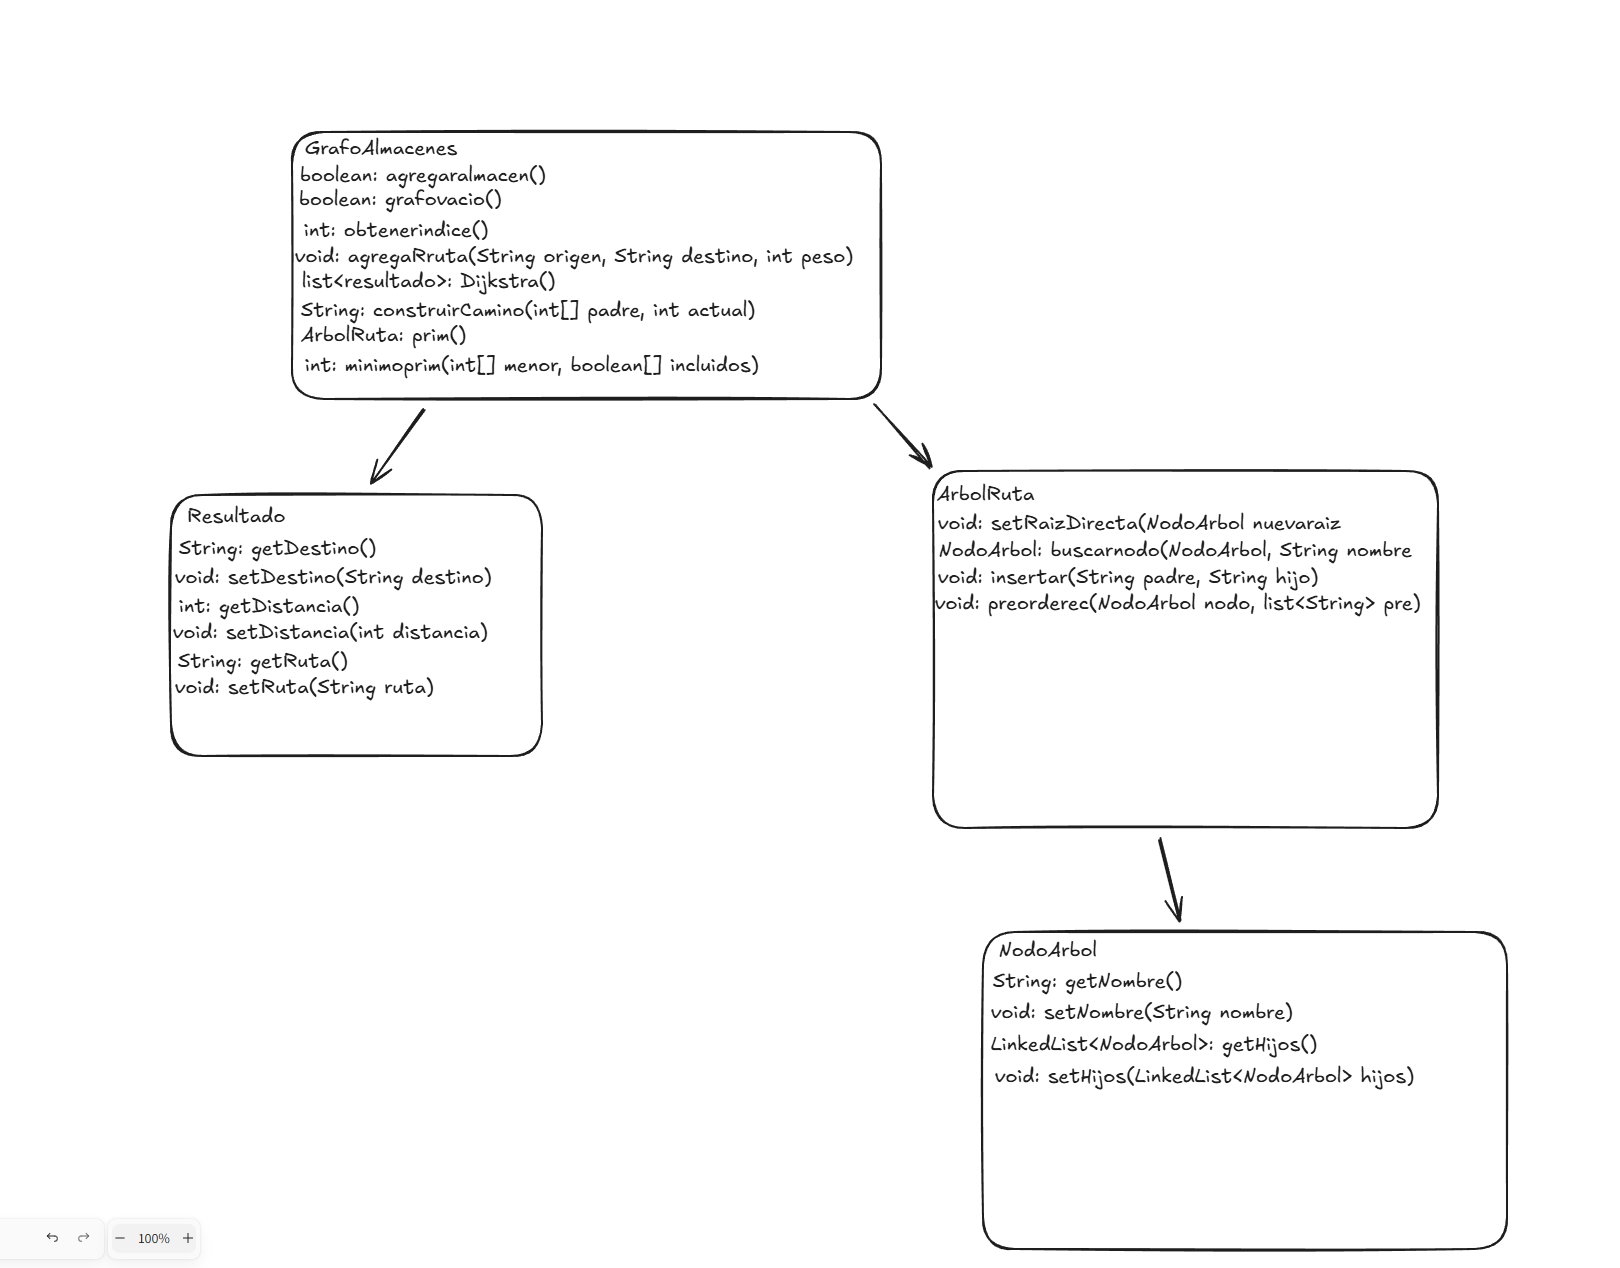 GrafoAlmacenes
boolean: agregaralmacen()
boolean: grafovacio()
int: obtenerindice()
void: agregaRruta(String origen, String destino, int peso)
list<resultado>: Dijkstra()
String: construirCamino(int[] padre, int actual)
ArbolRuta: prim()
int: minimoprim(int[] menor, boolean[] incluidos)
Resultado
String: getDestino()
void: setDestino(String destino)
int: getDistancia()
void: setDistancia(int distancia)
String: getRuta()
void: setRuta(String ruta)
ArbolRuta
void: setRaizDirecta(NodoArbol nuevaraiz
NodoArbol: buscarnodo(NodoArbol, String nombre
void: insertar(String padre, String hijo)
void: preorderec(NodoArbol nodo, list<String> pre)
NodoArbol
String: getNombre()
void: setNombre(String nombre)
LinkedList<NodoArbol>: getHijos()
void: setHijos(LinkedList<NodoArbol> hijos)
100%